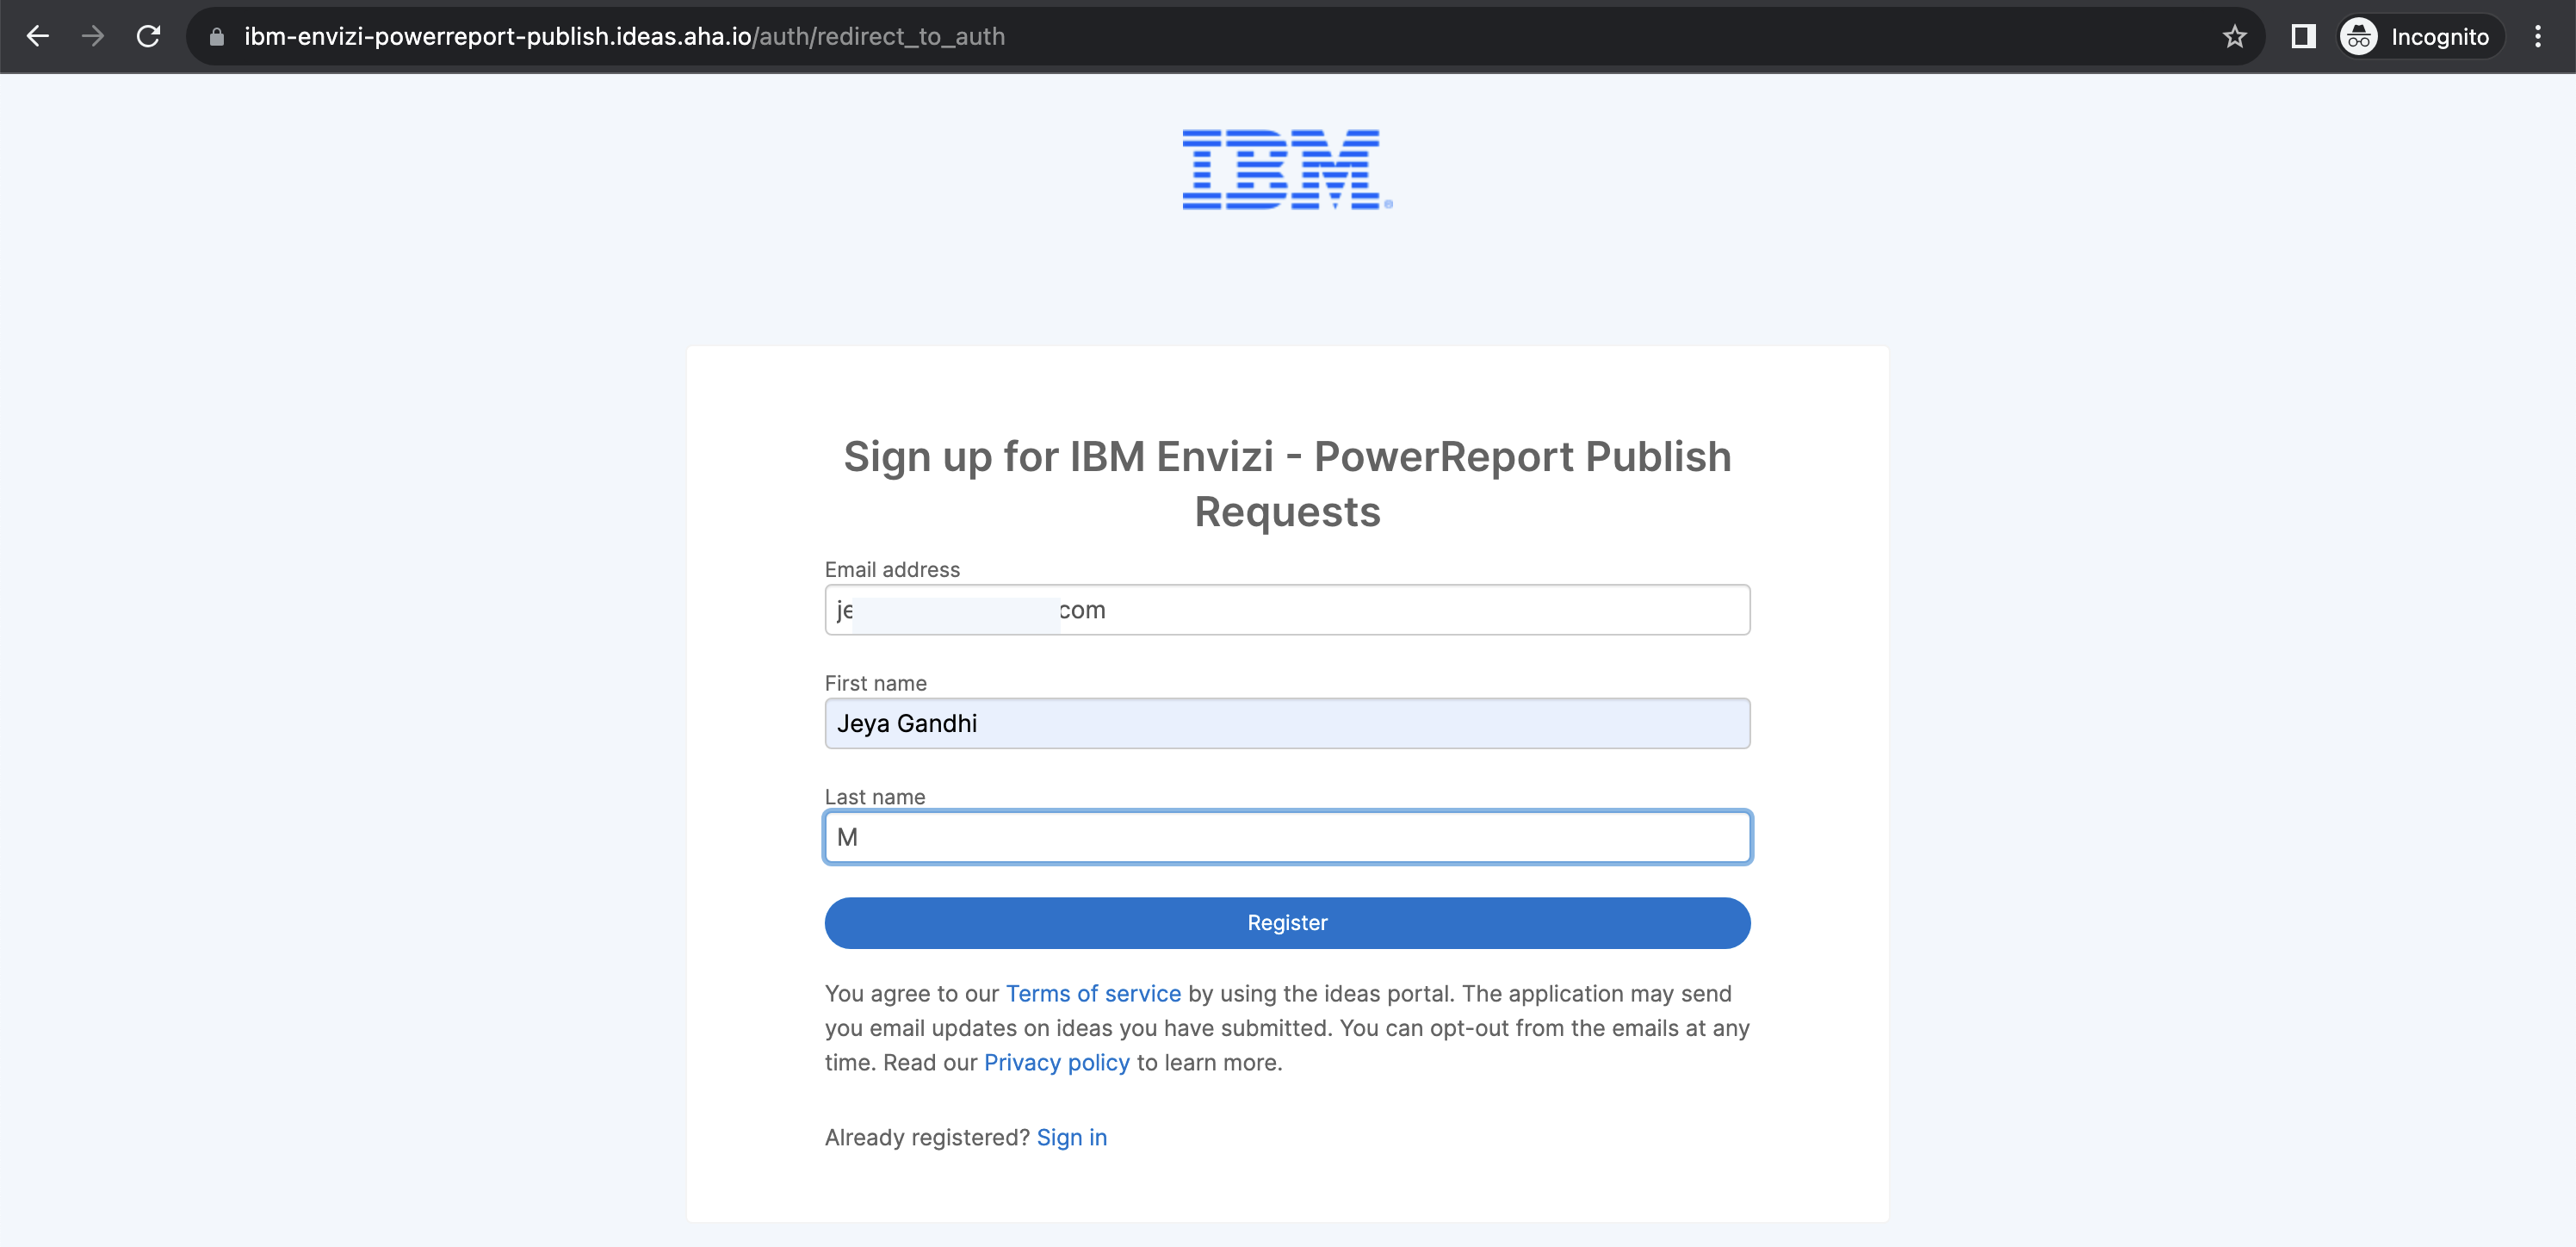 ibm-envizi-powerreport-publish.ideas.aha.io/auth/redirect_to_auth
Incognito
IBM
Sign up for IBM Envizi - PowerReport Publish
Requests
Email address
je com
First name
Jeya Gandhi
Last name
M
Register
You agree to our Terms of service by using the ideas portal. The application may send
you email updates on ideas you have submitted. You can opt-out from the emails at any
time. Read our Privacy policy to learn more.
Already registered? Sign in